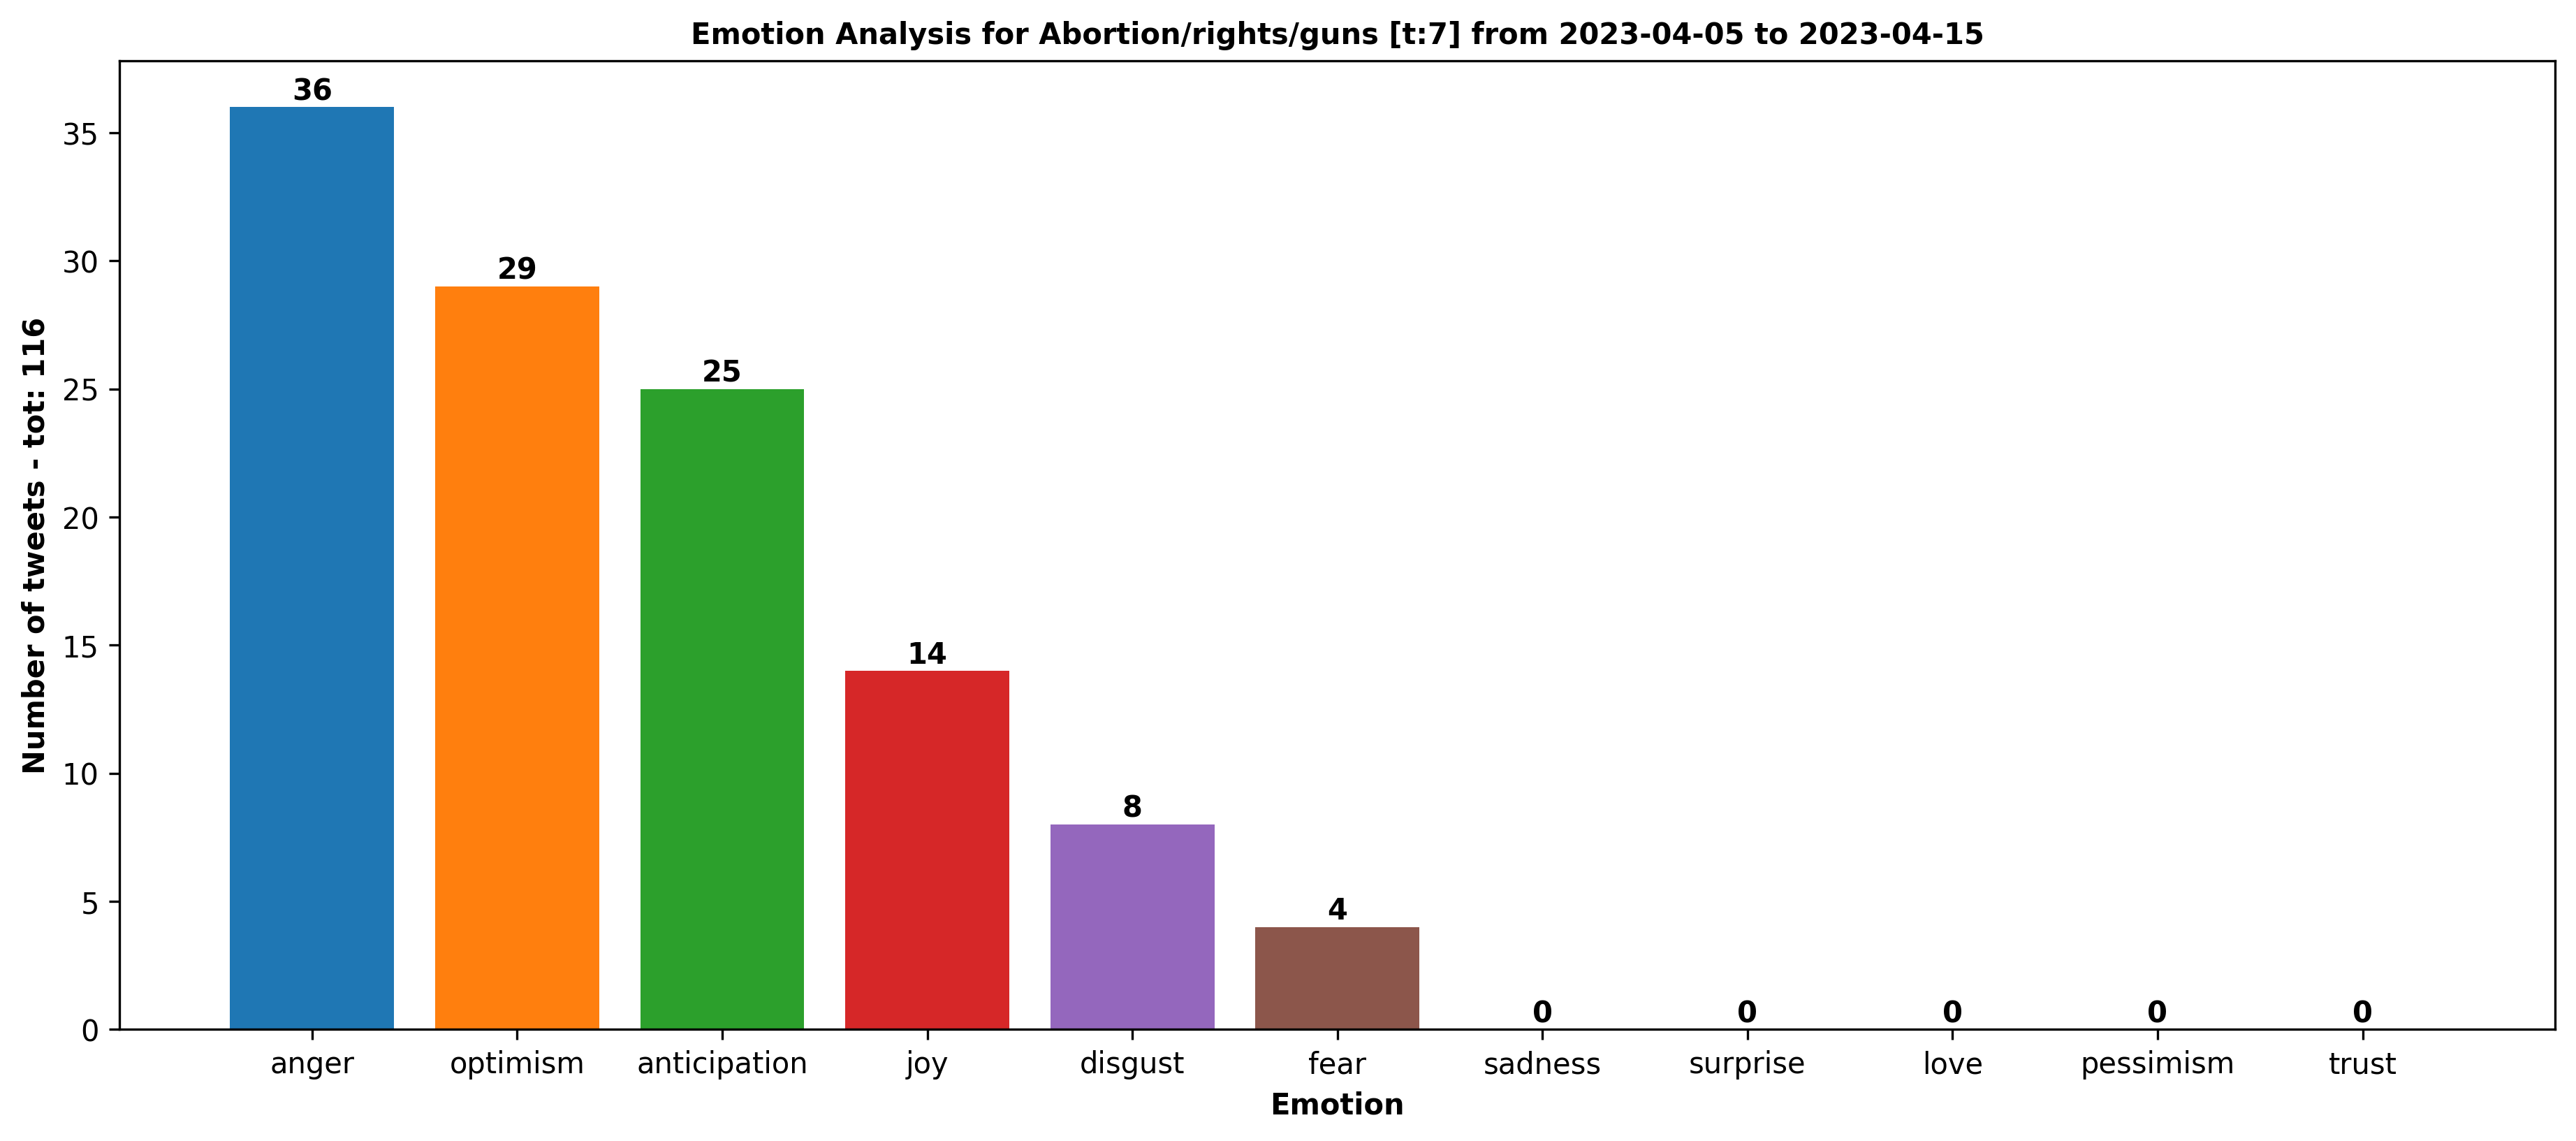 Emotion Analysis for Abortion/rights/guns [t:7] from 2023-04-05 to 2023-04-15
Number of tweets - tot: 116
35
30
25
20
15
10
5
0
36
29
25
14
8
4
0
0
0
0
0
anger
optimism
anticipation
joy
disgust
fear
sadness
surprise
love
pessimism
trust
Emotion